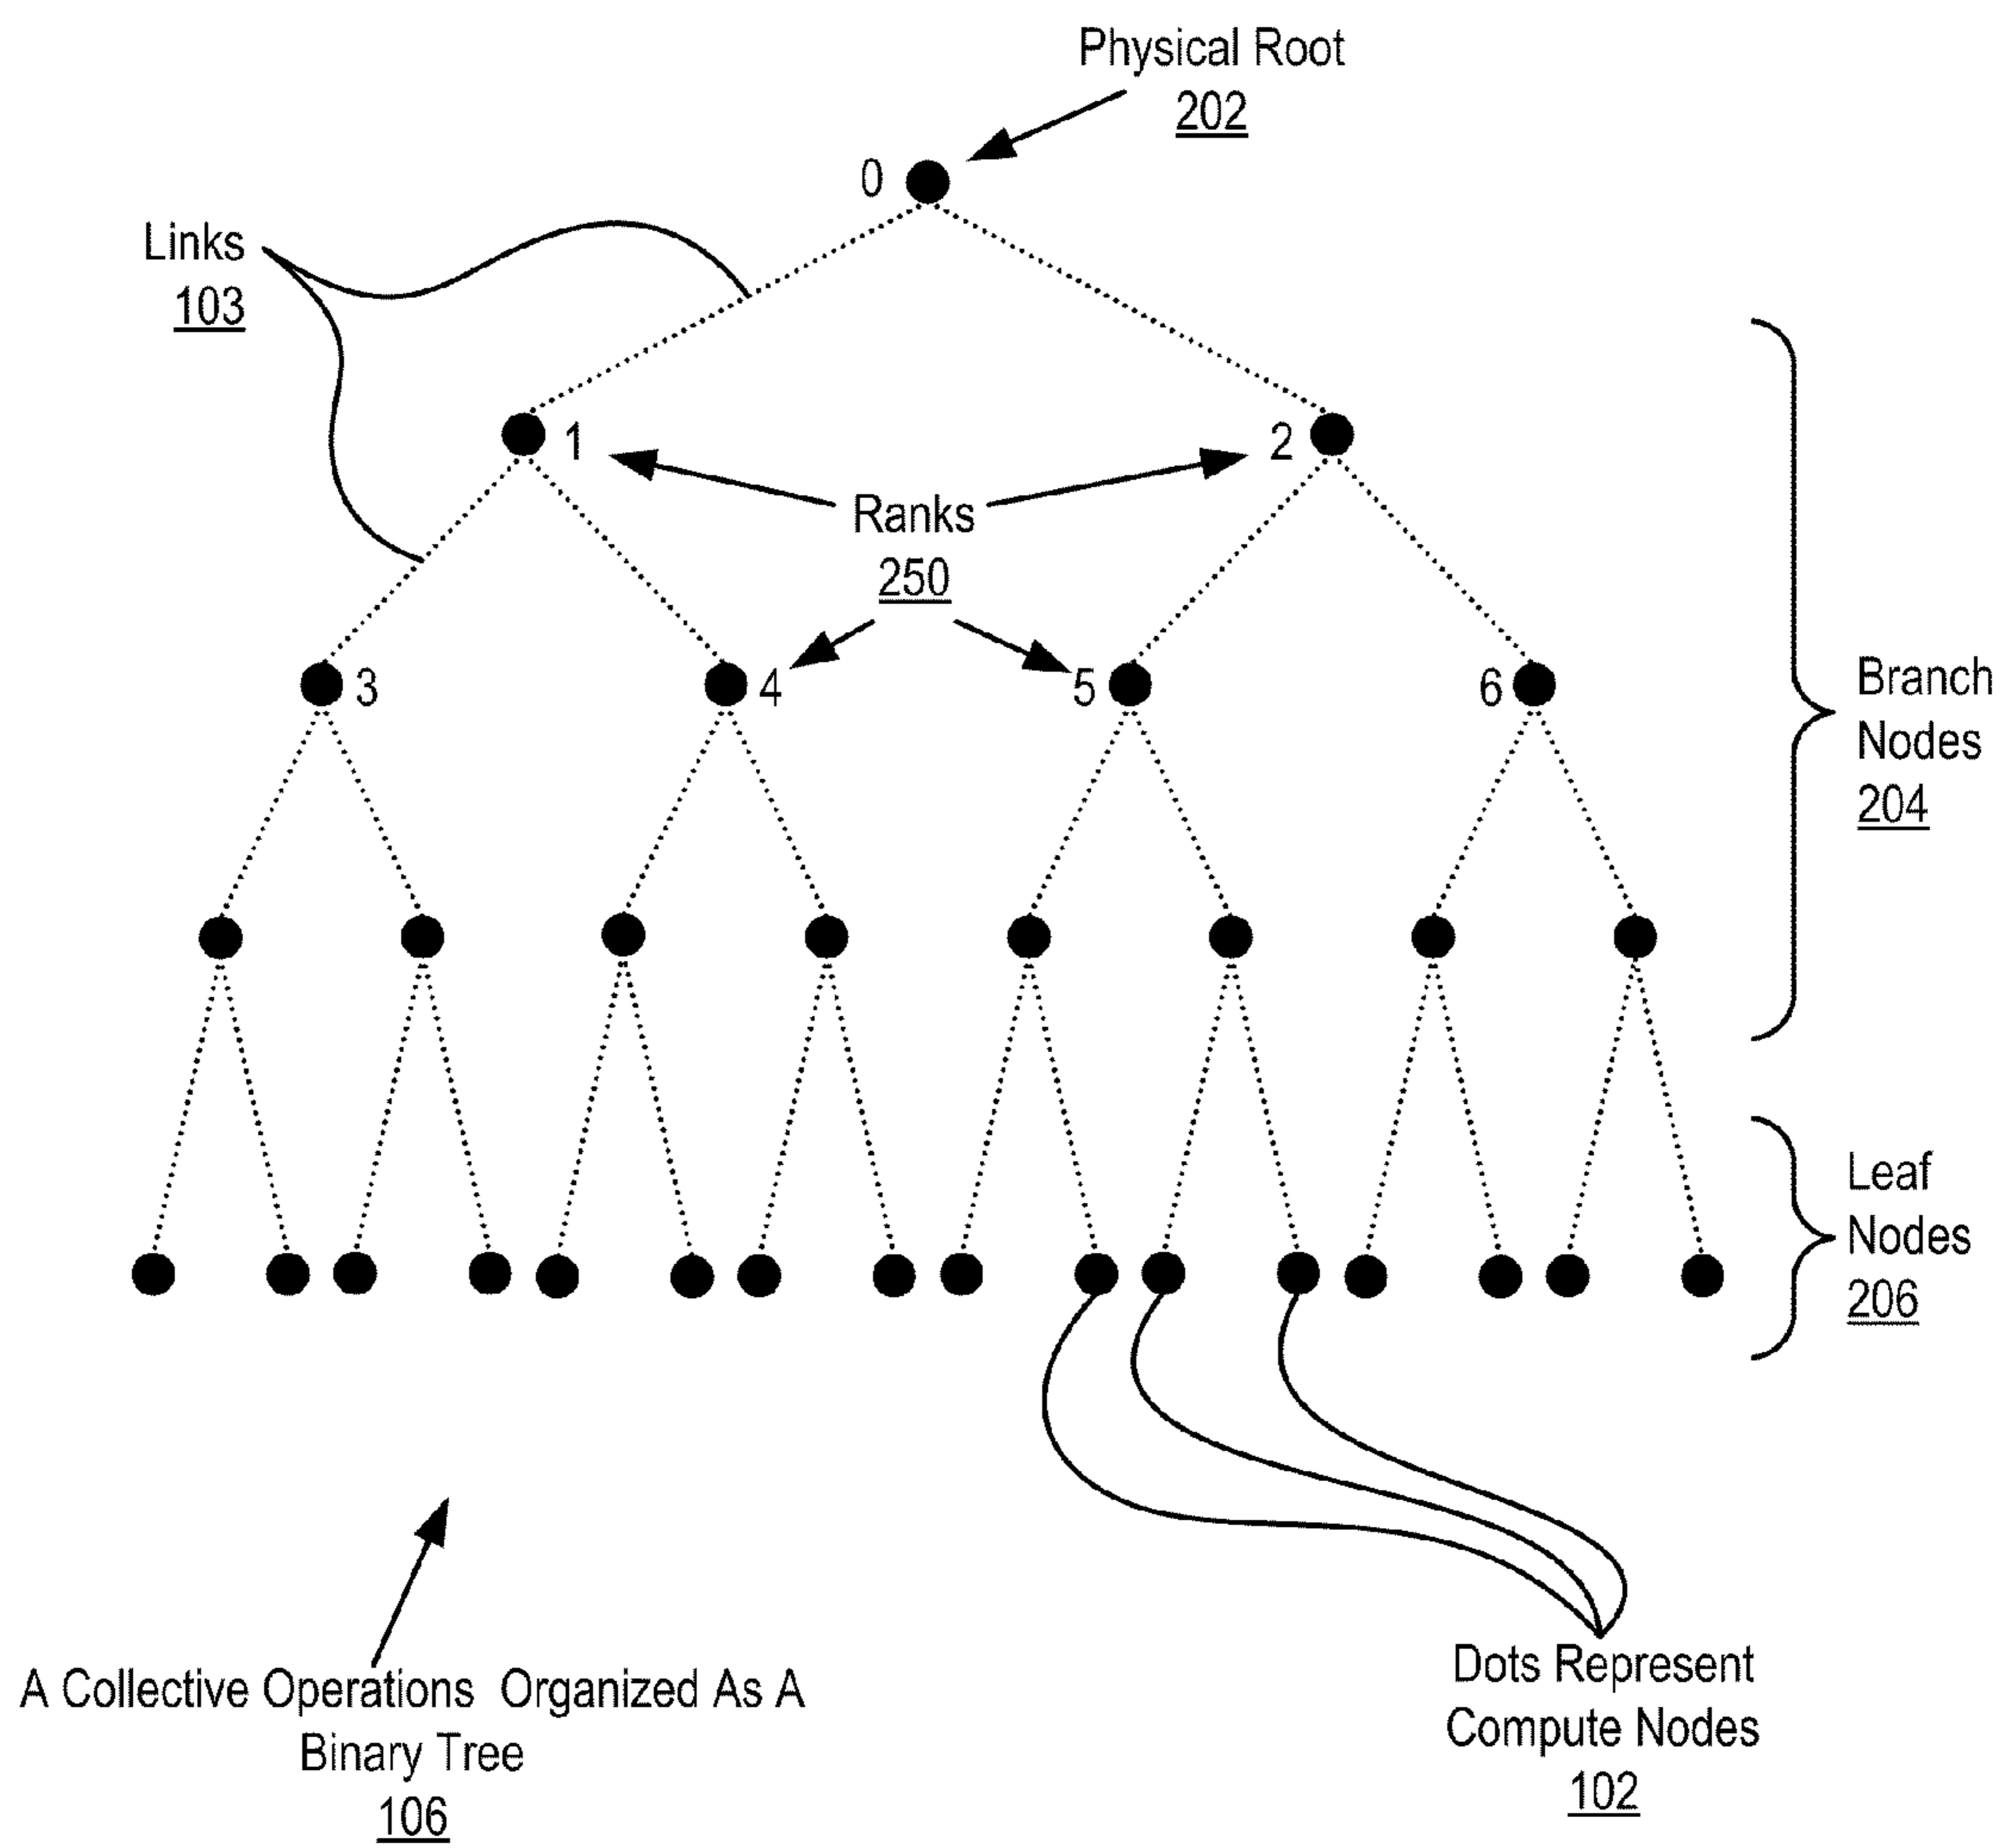 Physical Root
202
0
Links
103
1
2
Ranks
250
3
4
5
6
Branch
Nodes
204
Leaf
Nodes
206
A Collective Operations Organized As A
Binary Tree
106
Dots Represent
Compute Nodes
102